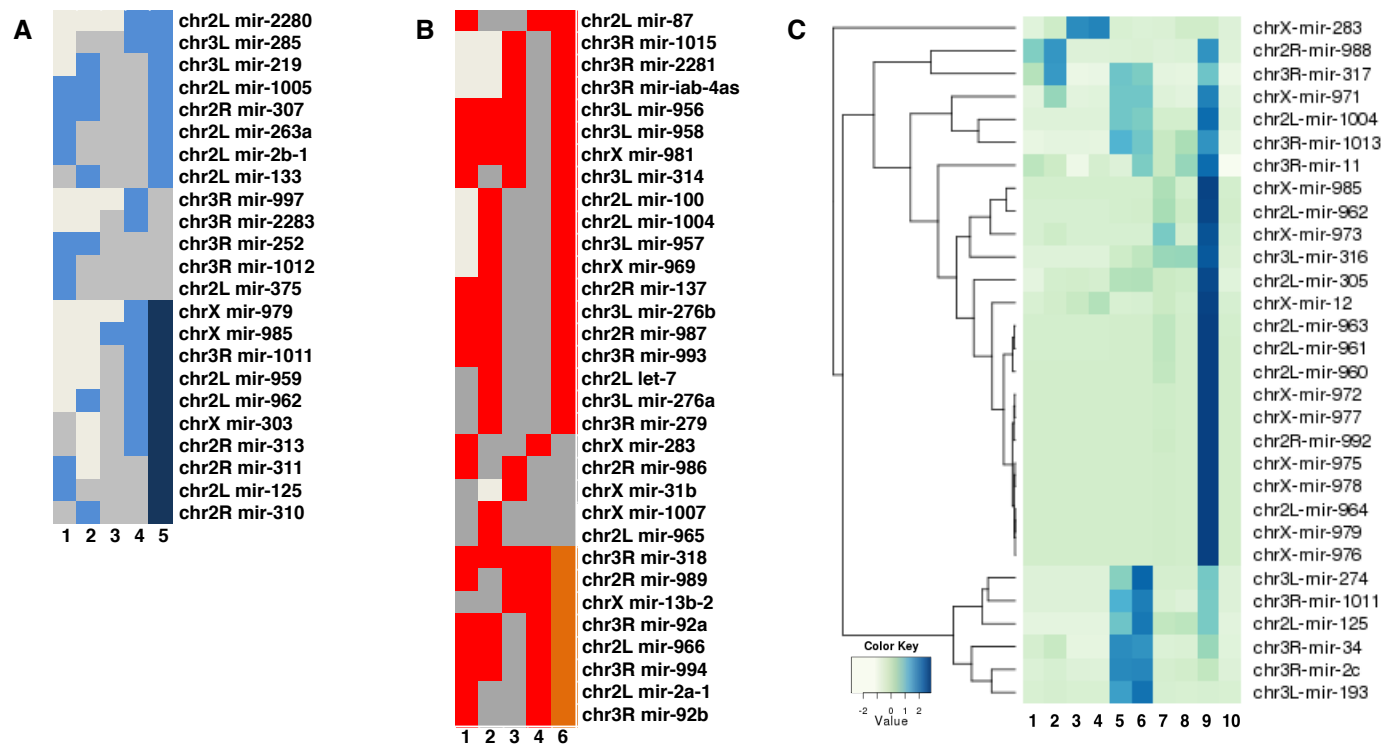 A
chr2L mir-2280
chr3L mir-285
chr3L mir-219
chr2L mir-1005
chr2R mir-307
chr2L mir-263a
chr2L mir-2b-1
chr2L mir-133
chr3R mir-997
chr3R mir-2283
chr3R mir-252
chr3R mir-1012
chr2L mir-375
chrX mir-979
chrX mir-985
chr3R mir-1011
chr2L mir-959
chr2L mir-962
chrX mir-303
chr2R mir-313
chr2R mir-311
chr2L mir-125
chr2R mir-310
1 2 3 4 5
B
chr2L mir-87
chr3R mir-1015
chr3R mir-2281
chr3R mir-iab-4as
chr3L mir-956
chr3L mir-958
chrX mir-981
chr3L mir-314
chr2L mir-100
chr2L mir-1004
chr3L mir-957
chrX mir-969
chr2R mir-137
chr3L mir-276b
chr2R mir-987
chr3R mir-993
chr2L let-7
chr3L mir-276a
chr3R mir-279
chrX mir-283
chr2R mir-986
chrX mir-31b
chrX mir-1007
chr2L mir-965
chr3R mir-318
chr2R mir-989
chrX mir-13b-2
chr3R mir-92a
chr2L mir-966
chr3R mir-994
chr2L mir-2a-1
chr3R mir-92b
1 2 3 4 6
C
chrX-mir-283
chr2R-mir-988
chr3R-mir-317
chrX-mir-971
chr2L-mir-1004
chr3R-mir-1013
chr3R-mir-11
chrX-mir-985
chr2L-mir-962
chrX-mir-973
chr3L-mir-316
chr2L-mir-305
chrX-mir-12
chr2L-mir-963
chr2L-mir-961
chr2L-mir-960
chrX-mir-972
chrX-mir-977
chr2R-mir-992
chrX-mir-975
chrX-mir-978
chr2L-mir-964
chrX-mir-979
chrX-mir-976
chr3L-mir-274
chr3R-mir-1011
chr2L-mir-125
chr3R-mir-34
chr3R-mir-2c
chr3L-mir-193
Color Key
-2 0 1 2
Value
1 2 3 4 5 6 7 8 9 10